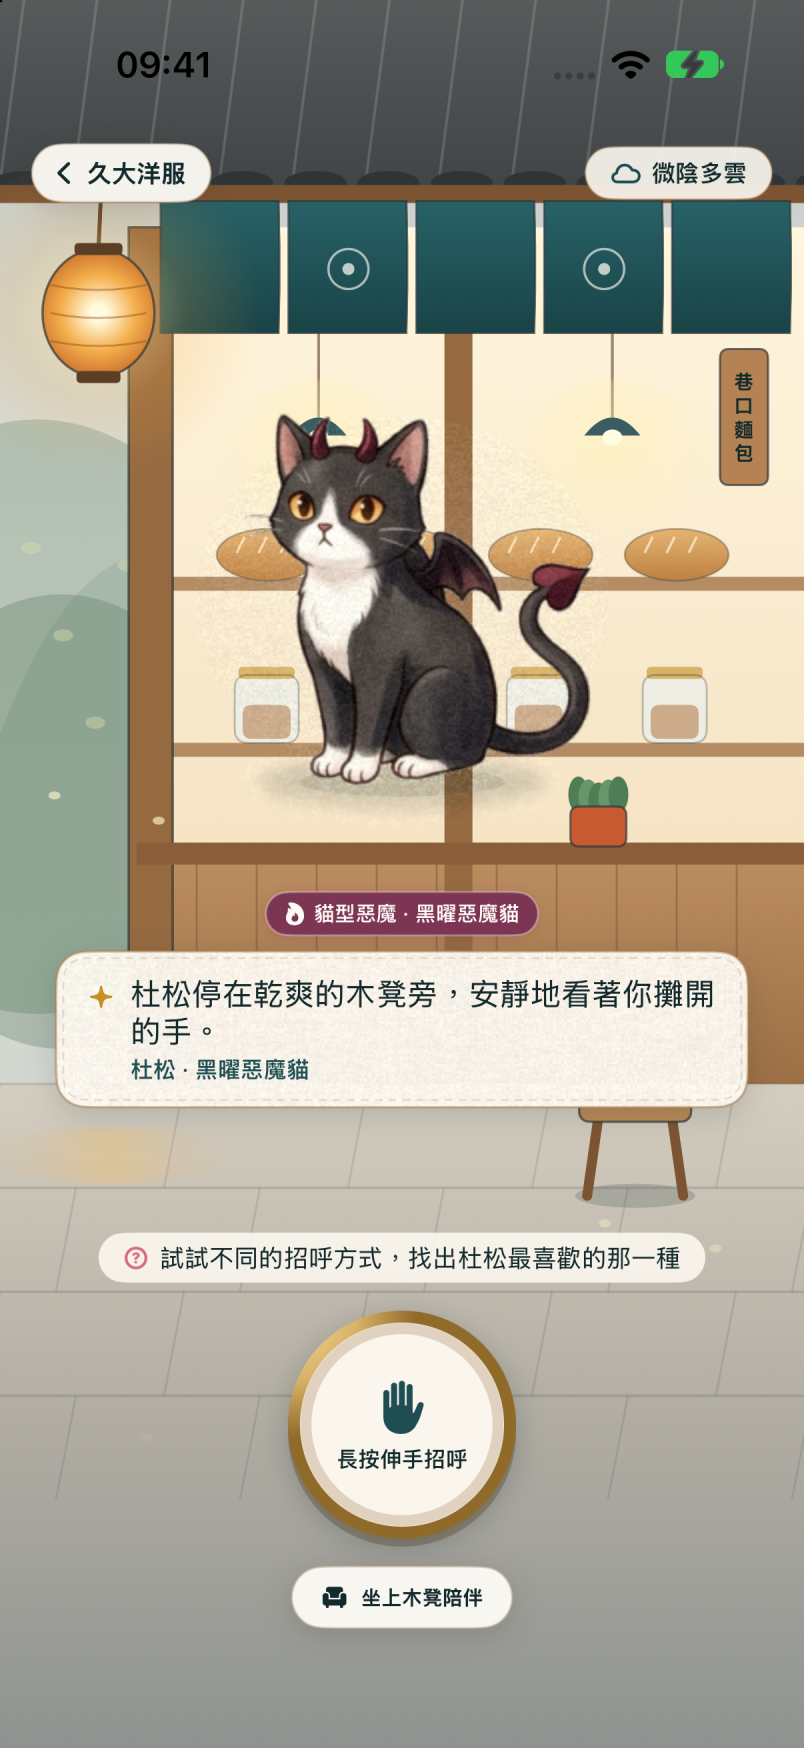 09:41
久大洋服
微陰多雲
巷口麵包
貓型惡魔 · 黑曜惡魔貓
杜松停在乾爽的木凳旁，安靜地看著你攤開
的手。
杜松 · 黑曜惡魔貓
試試不同的招呼方式，找出杜松最喜歡的那一種
長按伸手招呼
坐上木凳陪伴